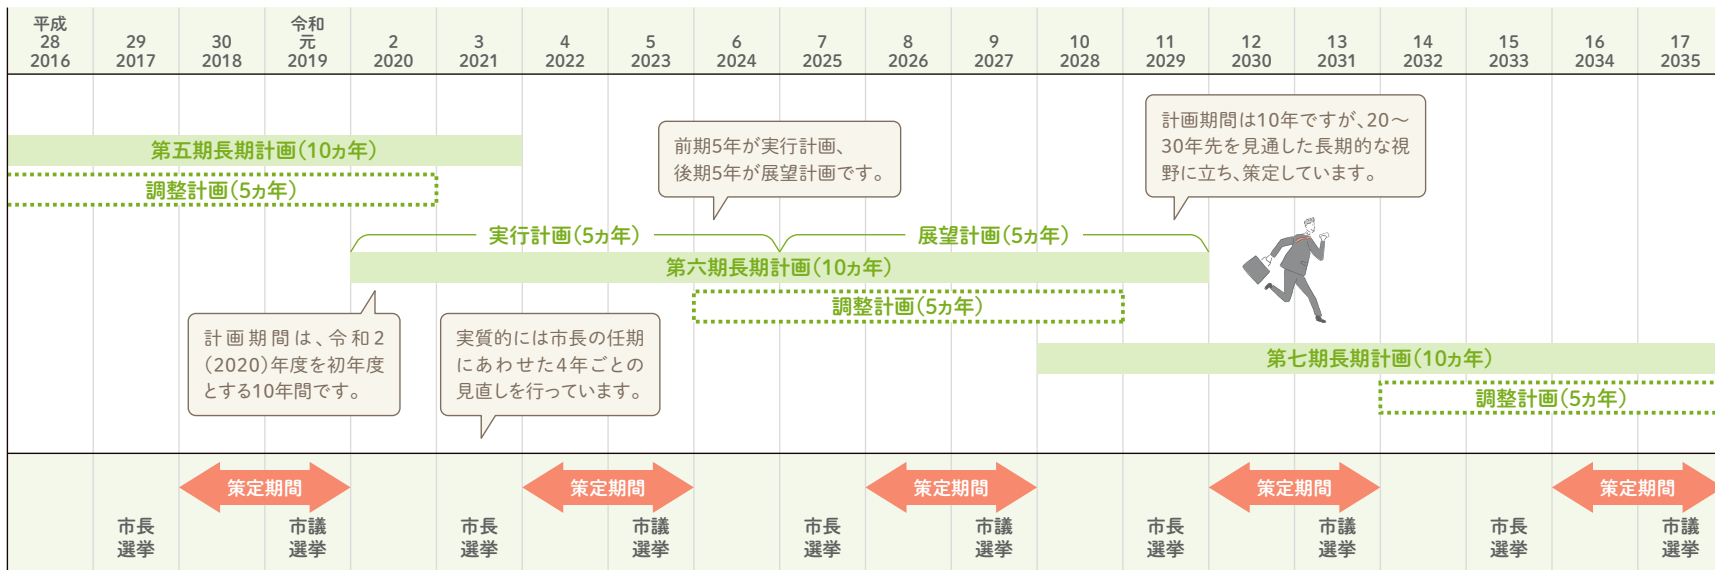 平成
28
2016
29
2017
30
2018
令和
元
2019
2
2020
3
2021
4
2022
5
2023
6
2024
7
2025
8
2026
9
2027
10
2028
11
2029
12
2030
13
2031
14
2032
15
2033
16
2034
17
2035
第五期長期計画(10ヵ年)
調整計画(5ヵ年)
前期5年が実行計画、
後期5年が展望計画です。
計画期間は10年ですが、20〜
30年先を見通した長期的な視
野に立ち、策定しています。
実行計画(5ヵ年)
展望計画(5ヵ年)
第六期長期計画(10ヵ年)
調整計画(5ヵ年)
計画期間は、令和2
(2020)年度を初年度
とする10年間です。
実質的には市長の任期
にあわせた4年ごとの
見直しを行っています。
第七期長期計画(10ヵ年)
調整計画(5ヵ年)
策定期間
策定期間
策定期間
策定期間
策定期間
市長
選挙
市議
選挙
市長
選挙
市議
選挙
市長
選挙
市議
選挙
市長
選挙
市議
選挙
市長
選挙
市議
選挙